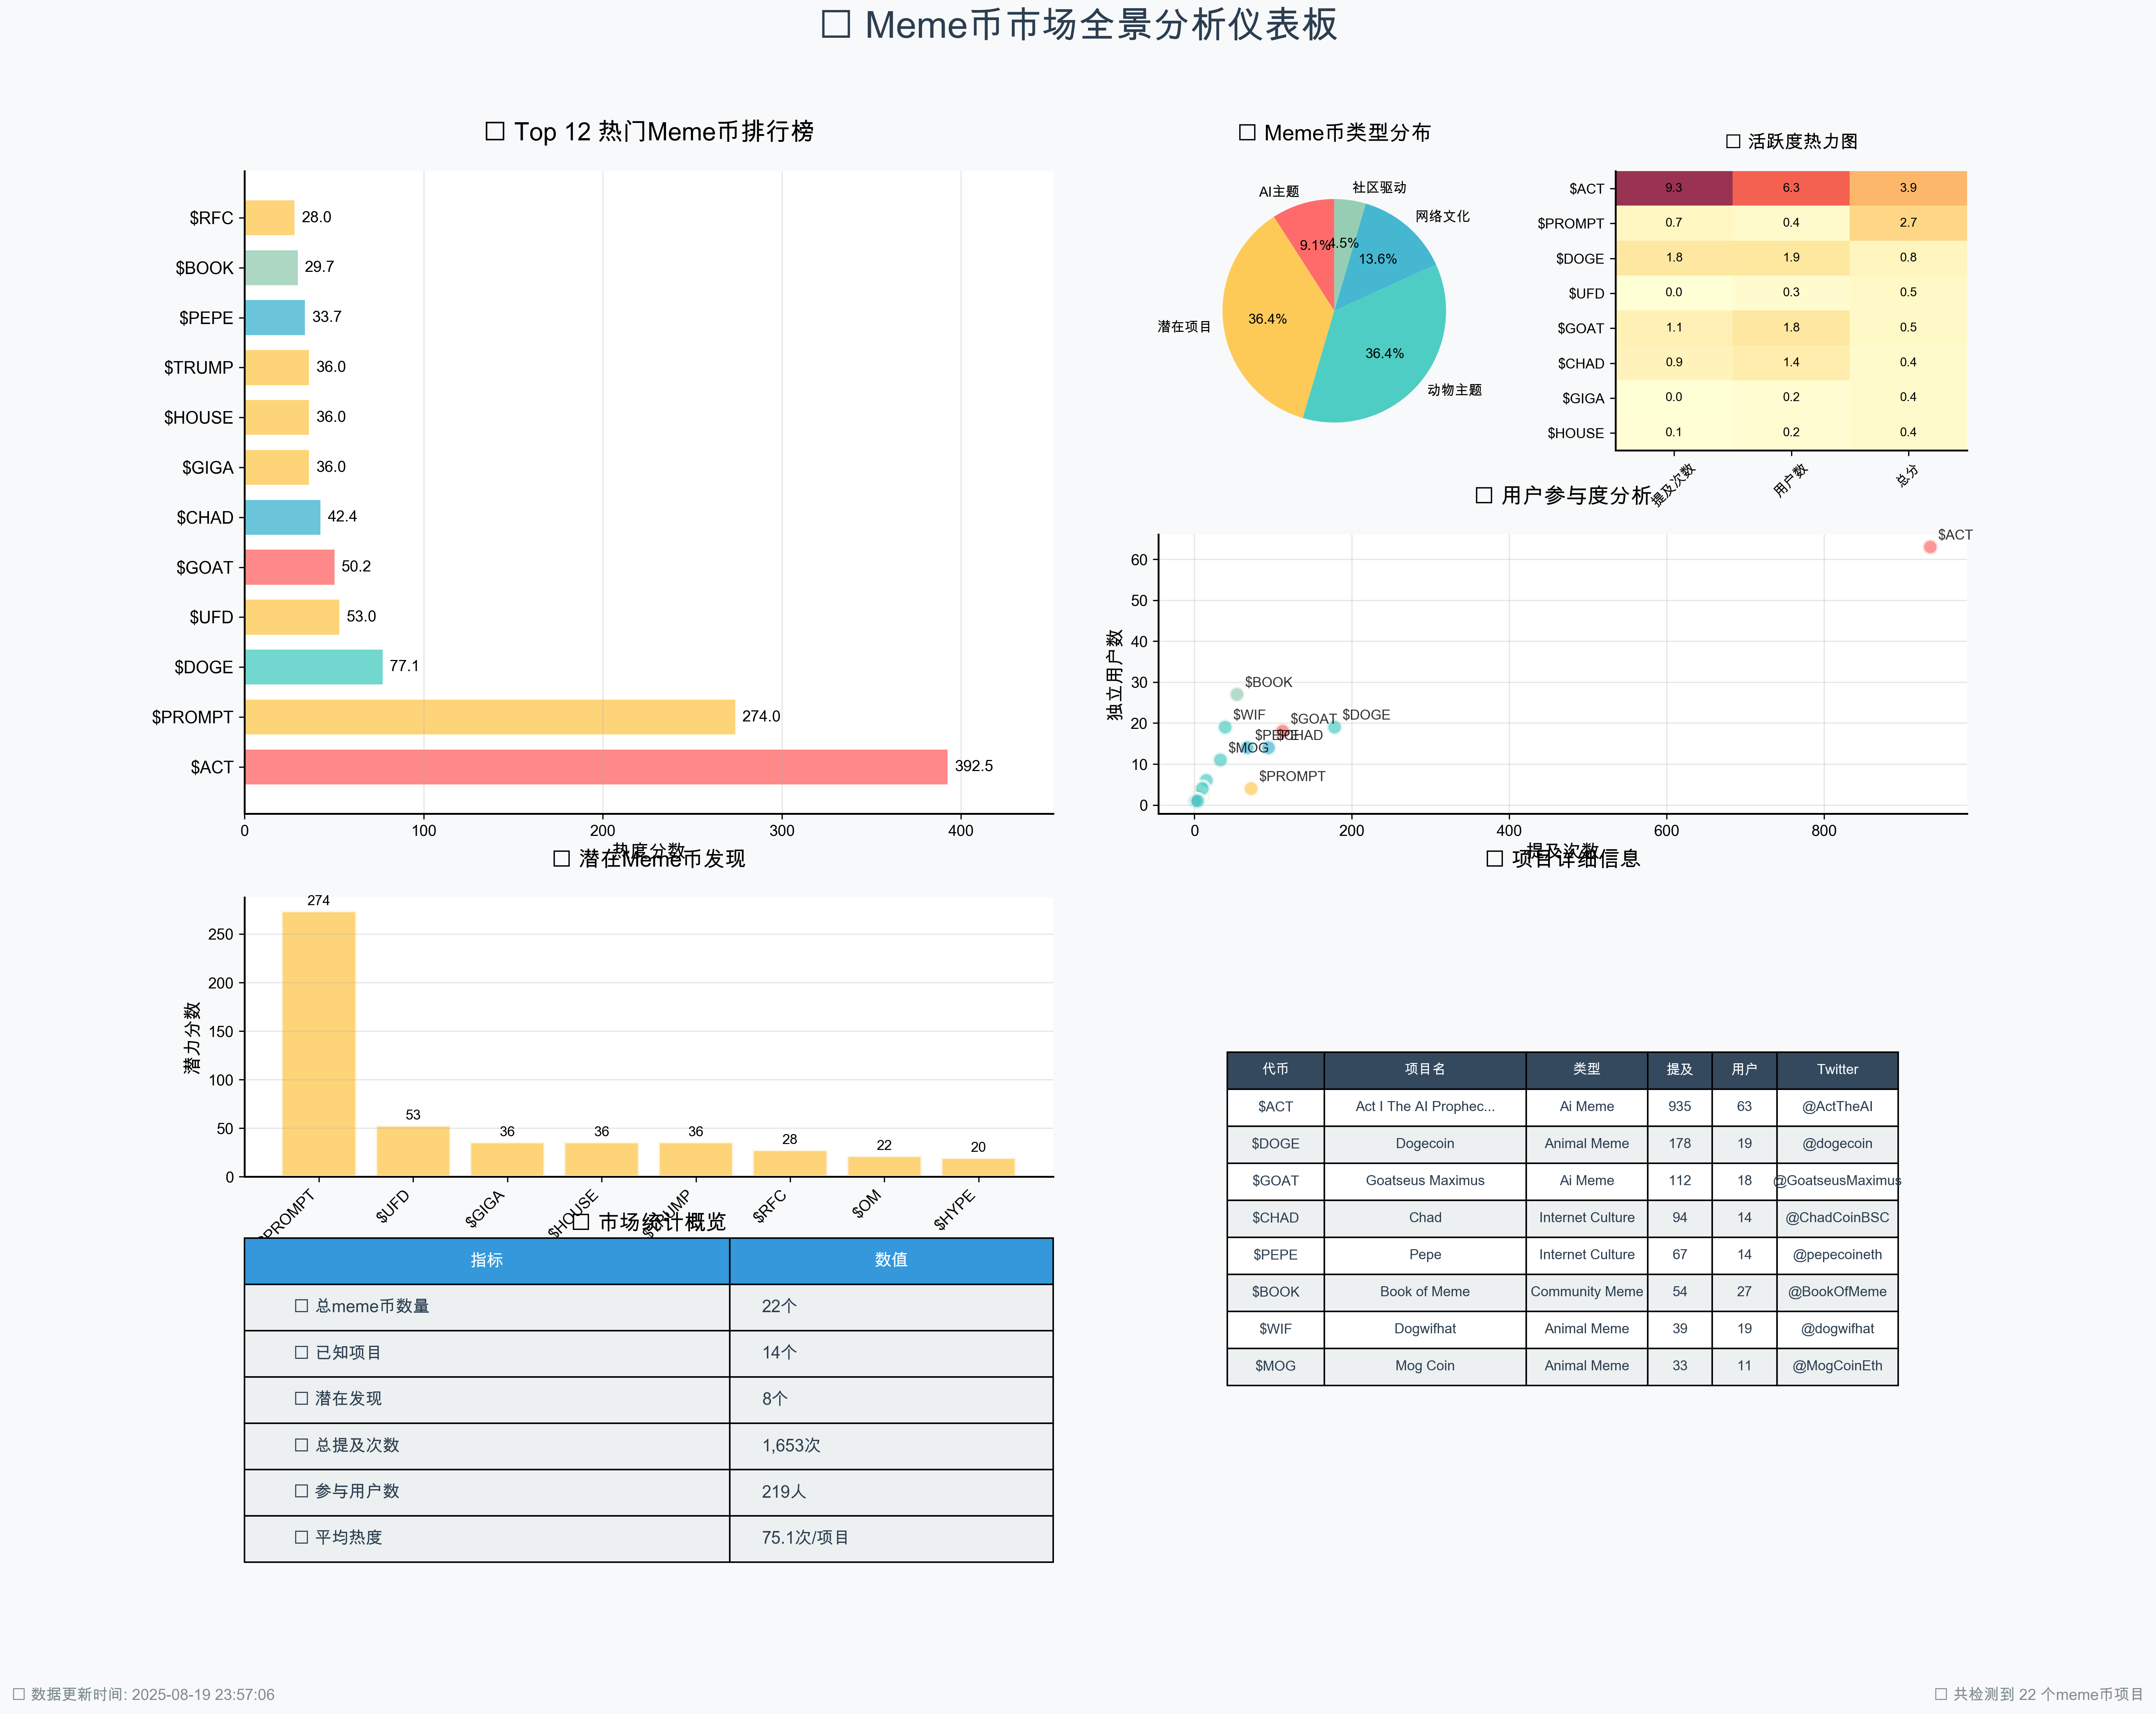 □ Meme币市场全景分析仪表板
□ Top 12 热门Meme币排行榜
$RFC 28.0
$BOOK 29.7
$PEPE 33.7
$TRUMP 36.0
$HOUSE 36.0
$GIGA 36.0
$CHAD 42.4
$GOAT 50.2
$UFD 53.0
$DOGE 77.1
$PROMPT 274.0
$ACT 392.5
0 100 200 300 400
热度分数
□ Meme币类型分布
AI主题 9.1%
社区驱动 4.5%
网络文化 13.6%
潜在项目 36.4%
动物主题 36.4%
□ 活跃度热力图
$ACT 9.3 6.3 3.9
$PROMPT 0.7 0.4 2.7
$DOGE 1.8 1.9 0.8
$UFD 0.0 0.3 0.5
$GOAT 1.1 1.8 0.5
$CHAD 0.9 1.4 0.4
$GIGA 0.0 0.2 0.4
$HOUSE 0.1 0.2 0.4
提及次数 用户数 总分
□ 用户参与度分析
独立用户数
60
50
40
30
20
10
0
$ACT
$BOOK
$WIF
$GOAT
$DOGE
$PEPE
$CHAD
$MOG
$PROMPT
0 200 400 600 800
提及次数
□ 潜在Meme币发现
潜力分数
250
200
150
100
50
0
274 53 36 36 36 28 22 20
$PROMPT $UFD $GIGA $HOUSE $TRUMP $RFC $OM $HYPE
□ 项目详细信息
代币 项目名 类型 提及 用户 Twitter
$ACT Act I The AI Prophec... Ai Meme 935 63 @ActTheAI
$DOGE Dogecoin Animal Meme 178 19 @dogecoin
$GOAT Goatseus Maximus Ai Meme 112 18 @GoatseusMaximus
$CHAD Chad Internet Culture 94 14 @ChadCoinBSC
$PEPE Pepe Internet Culture 67 14 @pepecoineth
$BOOK Book of Meme Community Meme 54 27 @BookOfMeme
$WIF Dogwifhat Animal Meme 39 19 @dogwifhat
$MOG Mog Coin Animal Meme 33 11 @MogCoinEth
□ 市场统计概览
指标 数值
□ 总meme币数量 22个
□ 已知项目 14个
□ 潜在发现 8个
□ 总提及次数 1,653次
□ 参与用户数 219人
□ 平均热度 75.1次/项目
□ 数据更新时间: 2025-08-19 23:57:06
□ 共检测到 22 个meme币项目